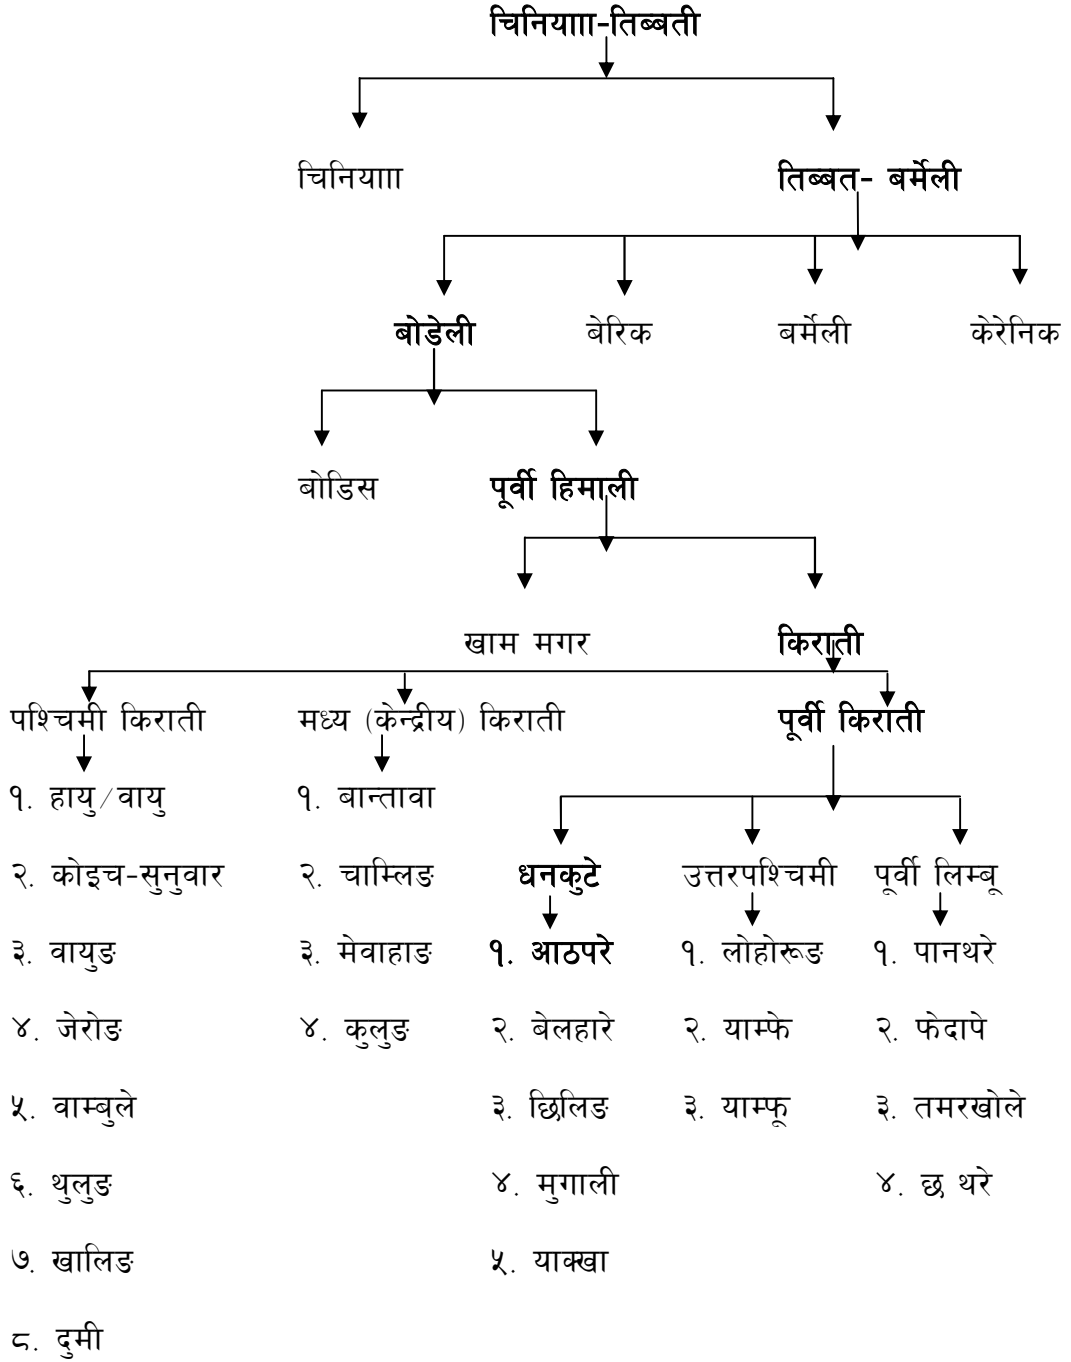 चिनियााा-तिब्बती
चिनियााा तिब्बत- बर्मेली
बोडेली बेरिक बर्मेली केरेनिक
बोडिस पूर्वी हिमाली
खाम मगर किराती
पश्चिमी किराती मध्य (केन्द्रीय) किराती पूर्वी किराती
१. हायु/वायु १. बान्तावा
२. कोइच-सुनुवार २. चाम्लिङ धनकुटे उत्तरपश्चिमी पूर्वी लिम्बू
३. वायुङ ३. मेवाहाङ १. आठपरे १. लोहोरूङ १. पानथरे
४. जेरोङ ४. कुलुङ २. बेलहारे २. याम्फे २. फेदापे
५. वाम्बुले ३. छिलिङ ३. याम्फू ३. तमरखोले
६. थुलुङ ४. मुगाली ४. छ थरे
७. खालिङ ५. याक्खा
८. दुमी